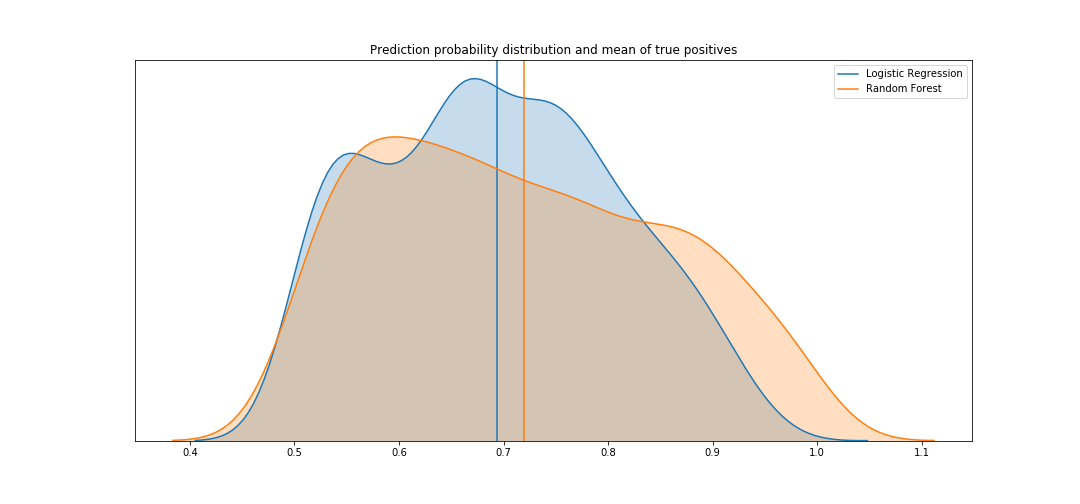 Prediction probability distribution and mean of true positives
Logistic Regression
Random Forest
0.4 0.5 0.6 0.7 0.8 0.9 1.0 1.1